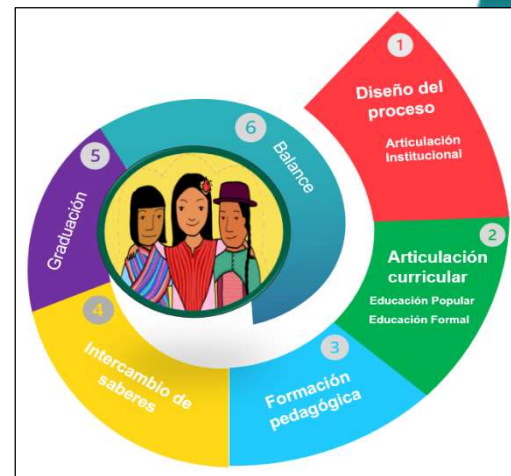 1
Diseño del
proceso
Articulación
Institucional
2
Articulación
curricular
Educación Popular
Educación Formal
3
Formación
pedagógica
4
Intercambio de
saberes
5
Graduación
6
Balance